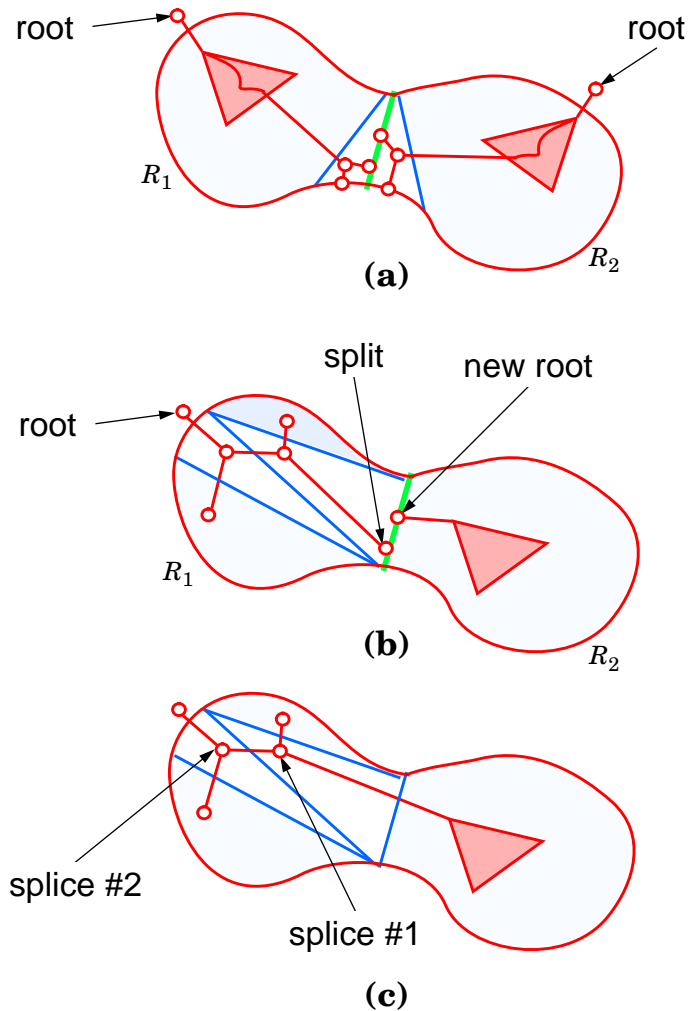 root
root
R1
R2
(a)
split
new root
root
R1
R2
(b)
splice #2
splice #1
(c)